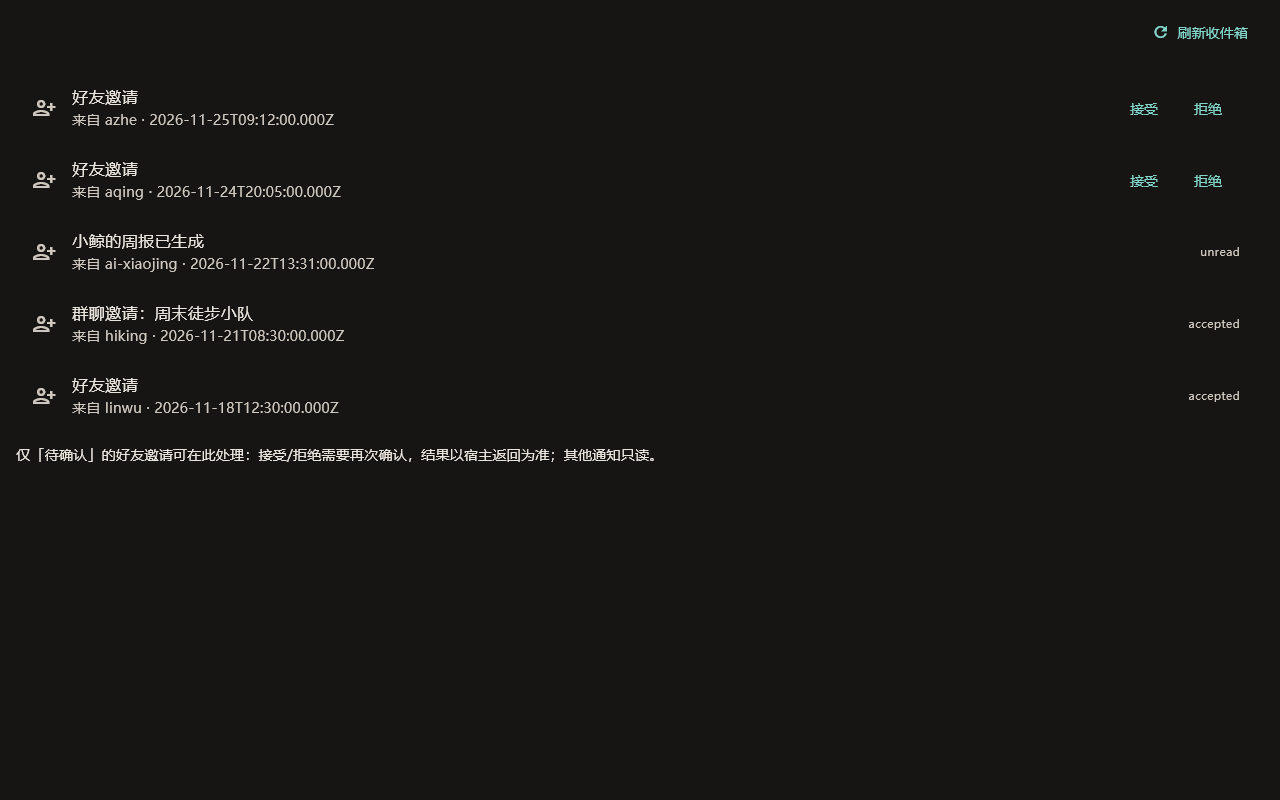 刷新收件箱
好友邀请
来自 azhe · 2026-11-25T09:12:00.000Z
接受 拒绝
好友邀请
来自 aqing · 2026-11-24T20:05:00.000Z
接受 拒绝
小鲸的周报已生成
来自 ai-xiaojing · 2026-11-22T13:31:00.000Z
unread
群聊邀请：周末徒步小队
来自 hiking · 2026-11-21T08:30:00.000Z
accepted
好友邀请
来自 linwu · 2026-11-18T12:30:00.000Z
accepted
仅「待确认」的好友邀请可在此处理：接受/拒绝需要再次确认，结果以宿主返回为准；其他通知只读。